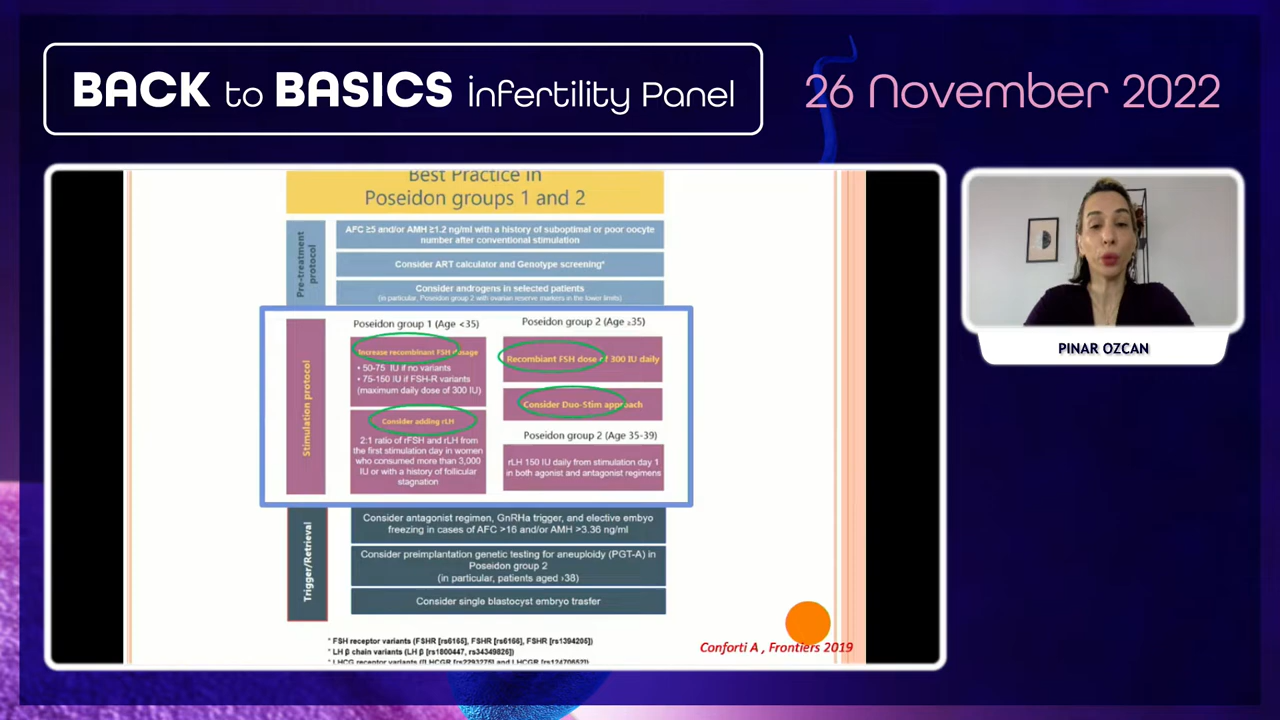 BACK to BASICS infertility Panel
26 November 2022
Best Practice in
Poseidon groups 1 and 2
Pre-treatment
protocol
AFC ≥5 and/or AMH ≥1.2 ng/ml with a history of suboptimal or poor oocyte
number after conventional stimulation
Consider ART calculator and Genotype screening*
Consider androgens in selected patients
(in particular, Poseidon group 2 with ovarian reserve markers in the lower limits)
Stimulation protocol
Poseidon group 1 (Age <35)
Increase recombinant FSH dosage
• 50-75 IU if no variants
• 75-150 IU if FSH-R variants
(maximum daily dose of 300 IU)
Consider adding rLH
2:1 ratio of rFSH and rLH from
the first stimulation day in women
who consumed more than 3,000
IU or with a history of follicular
stagnation
Poseidon group 2 (Age ≥35)
Recombiant FSH dose of 300 IU daily
Consider Duo-Stim approach
Poseidon group 2 (Age 35-39)
rLH 150 IU daily from stimulation day 1
in both agonist and antagonist regimens
Trigger/Retrieval
Consider antagonist regimen, GnRHa trigger, and elective embryo
freezing in cases of AFC >16 and/or AMH >3.36 ng/ml
Consider preimplantation genetic testing for aneuploidy (PGT-A) in
Poseidon group 2
(in particular, patients aged >38)
Consider single blastocyst embryo trasfer
* FSH receptor variants (FSHR [rs6165], FSHR [rs6166], FSHR [rs1394205])
* LH β chain variants (LH β [rs1800447, rs34349826])
* LHCG receptor variants ([LHCGR [rs2293275] and LHCGR [rs12470652])
Conforti A , Frontiers 2019
PINAR OZCAN